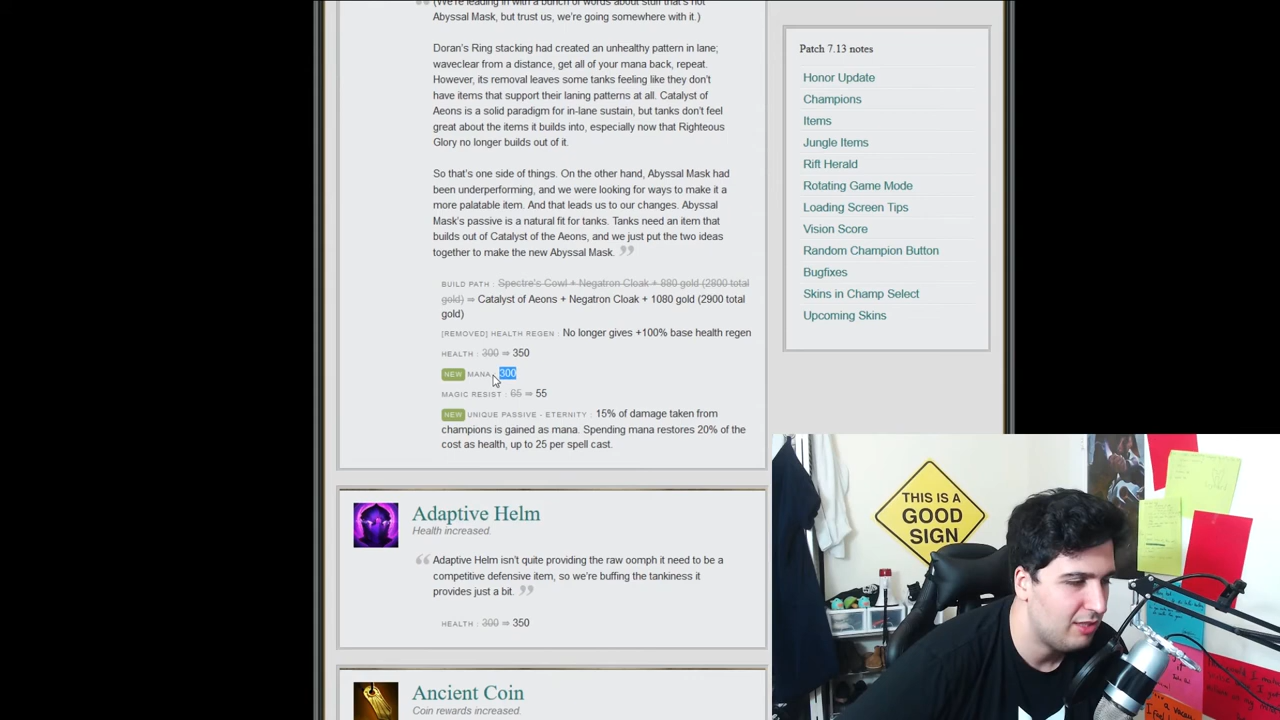 (We're leading in with a bunch of words about stuff that's not
Abyssal Mask, but trust us, we're going somewhere with it.)
Doran's Ring stacking had created an unhealthy pattern in lane;
waveclear from a distance, get all of your mana back, repeat.
However, its removal leaves some tanks feeling like they don't
have items that support their laning patterns at all. Catalyst of
Aeons is a solid paradigm for in-lane sustain, but tanks don't feel
great about the items it builds into, especially now that Righteous
Glory no longer builds out of it.
So that's one side of things. On the other hand, Abyssal Mask had
been underperforming, and we were looking for ways to make it a
more palatable item. And that leads us to our changes. Abyssal
Mask's passive is a natural fit for tanks. Tanks need an item that
builds out of Catalyst of the Aeons, and we just put the two ideas
together to make the new Abyssal Mask.
BUILD PATH : Spectre's Cowl + Negatron Cloak + 880 gold (2800 total
gold) ⇒ Catalyst of Aeons + Negatron Cloak + 1080 gold (2900 total
gold)
[REMOVED] HEALTH REGEN : No longer gives +100% base health regen
HEALTH : 300 ⇒ 350
NEW MANA 300
MAGIC RESIST : 65 ⇒ 55
NEW UNIQUE PASSIVE - ETERNITY : 15% of damage taken from
champions is gained as mana. Spending mana restores 20% of the
cost as health, up to 25 per spell cast.
Adaptive Helm
Health increased.
Adaptive Helm isn't quite providing the raw oomph it need to be a
competitive defensive item, so we're buffing the tankiness it
provides just a bit.
HEALTH : 300 ⇒ 350
Ancient Coin
Coin rewards increased.
Patch 7.13 notes
Honor Update
Champions
Items
Jungle Items
Rift Herald
Rotating Game Mode
Loading Screen Tips
Vision Score
Random Champion Button
Bugfixes
Skins in Champ Select
Upcoming Skins
THIS IS A
GOOD
SIGN